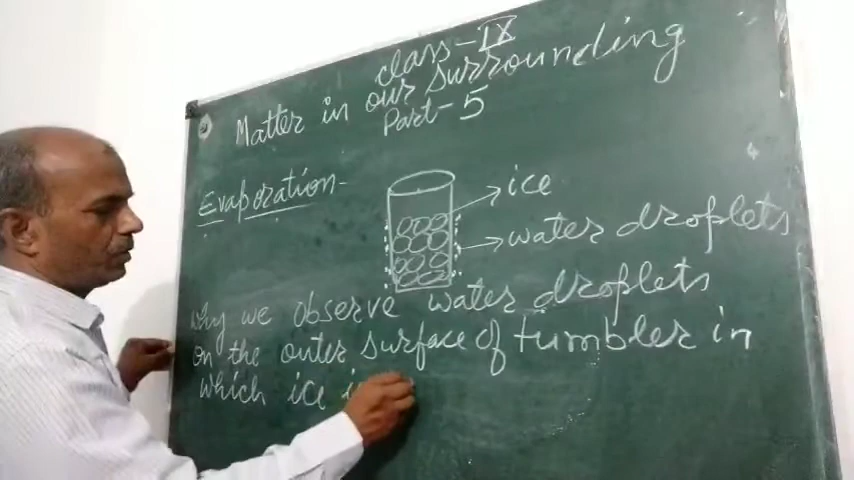 class-IX
Matter in our surrounding
Part-5
Evaporation-
ice
water droplets
why we observe water droplets
on the outer surface of tumbler in
which ice